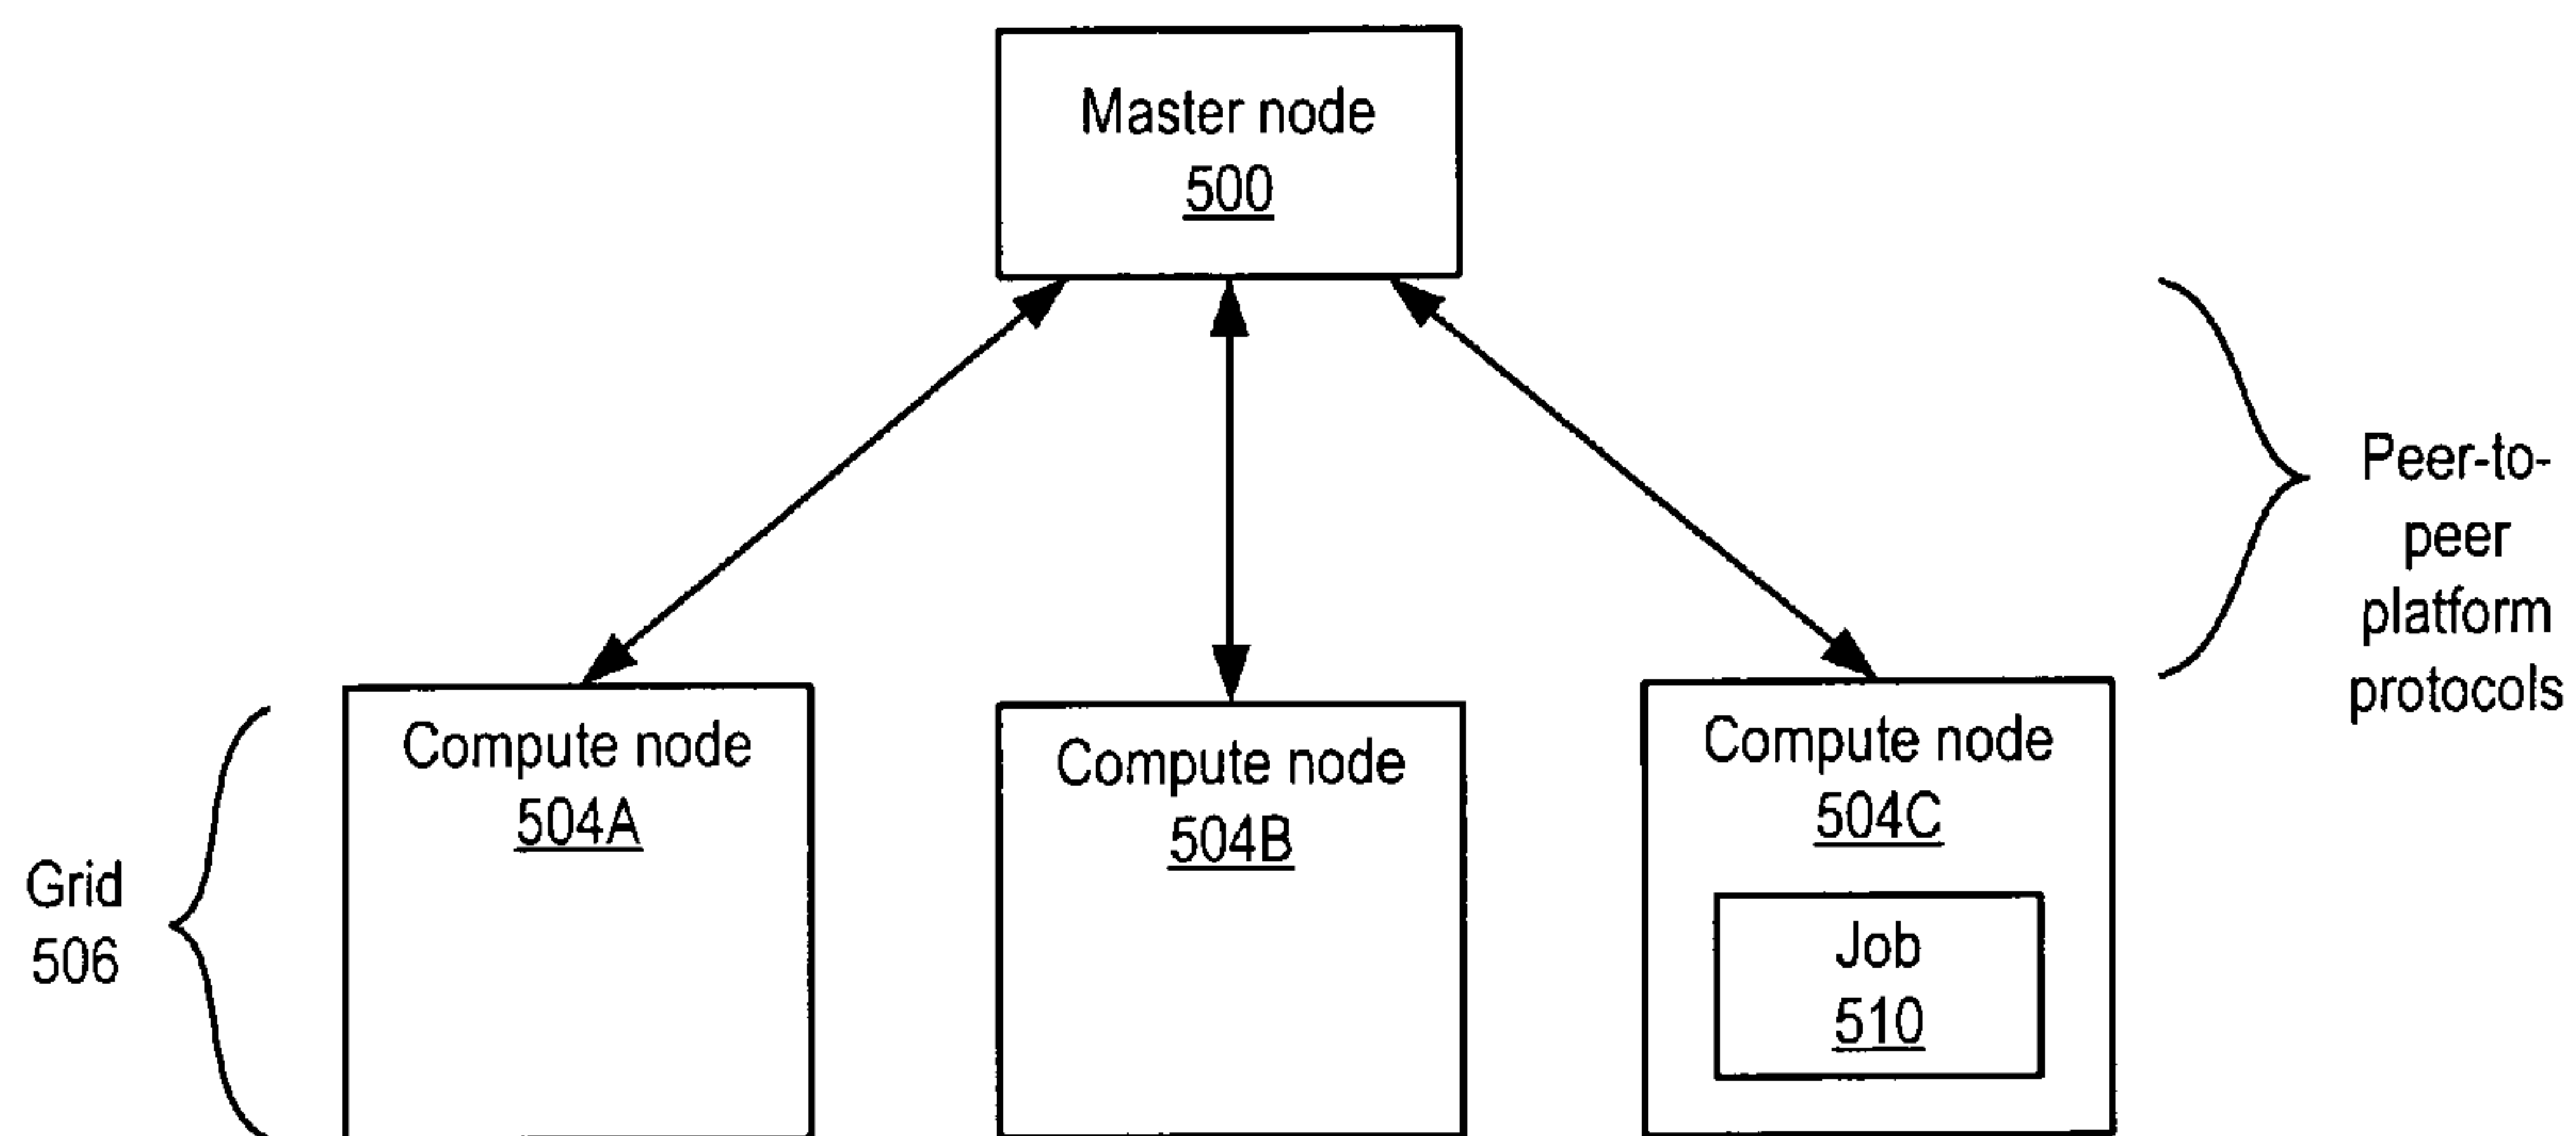 Master node
500
Peer-to-
peer
platform
protocols
Compute node
504A
Compute node
504B
Compute node
504C
Grid
506
Job
510